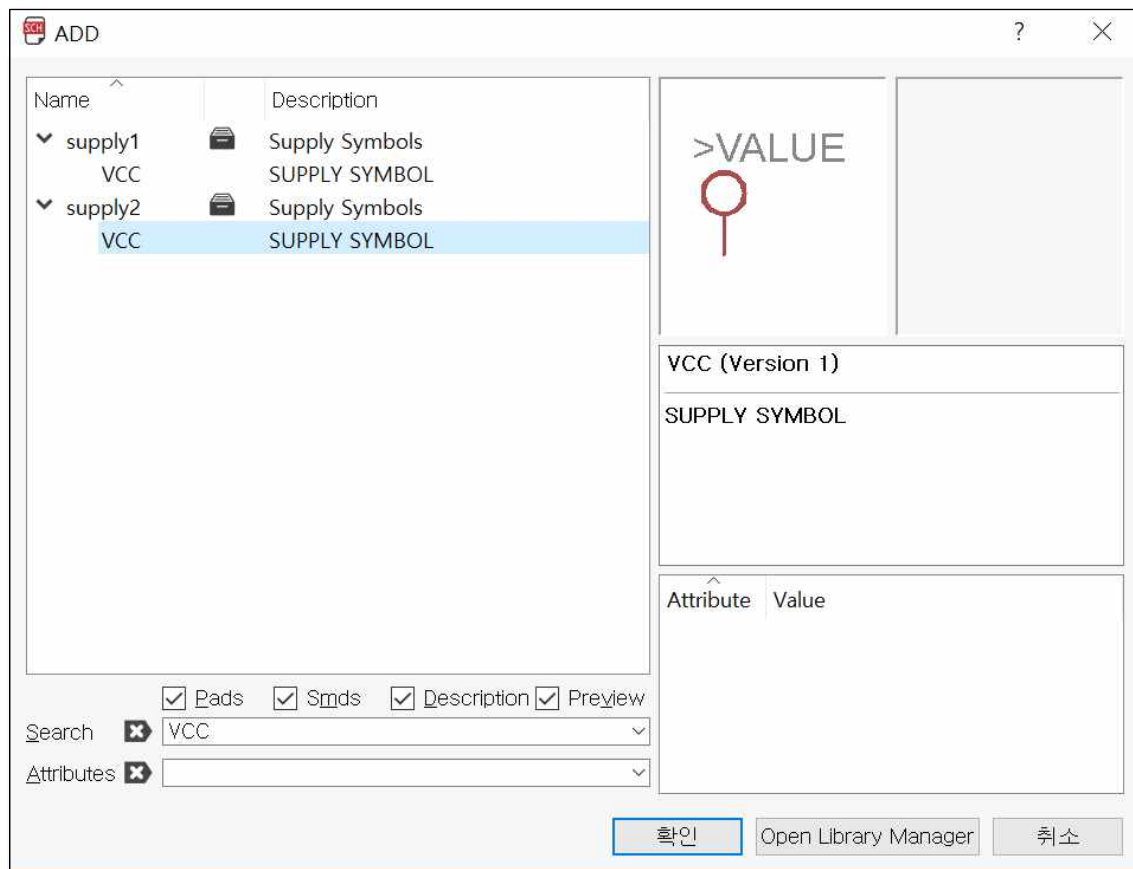 SCH ADD ?
Name Description
supply1 Supply Symbols
VCC SUPPLY SYMBOL
supply2 Supply Symbols
VCC SUPPLY SYMBOL
>VALUE
VCC (Version 1)
SUPPLY SYMBOL
Attribute Value
Pads Smds Description Preview
Search VCC
Attributes
확인 Open Library Manager 취소